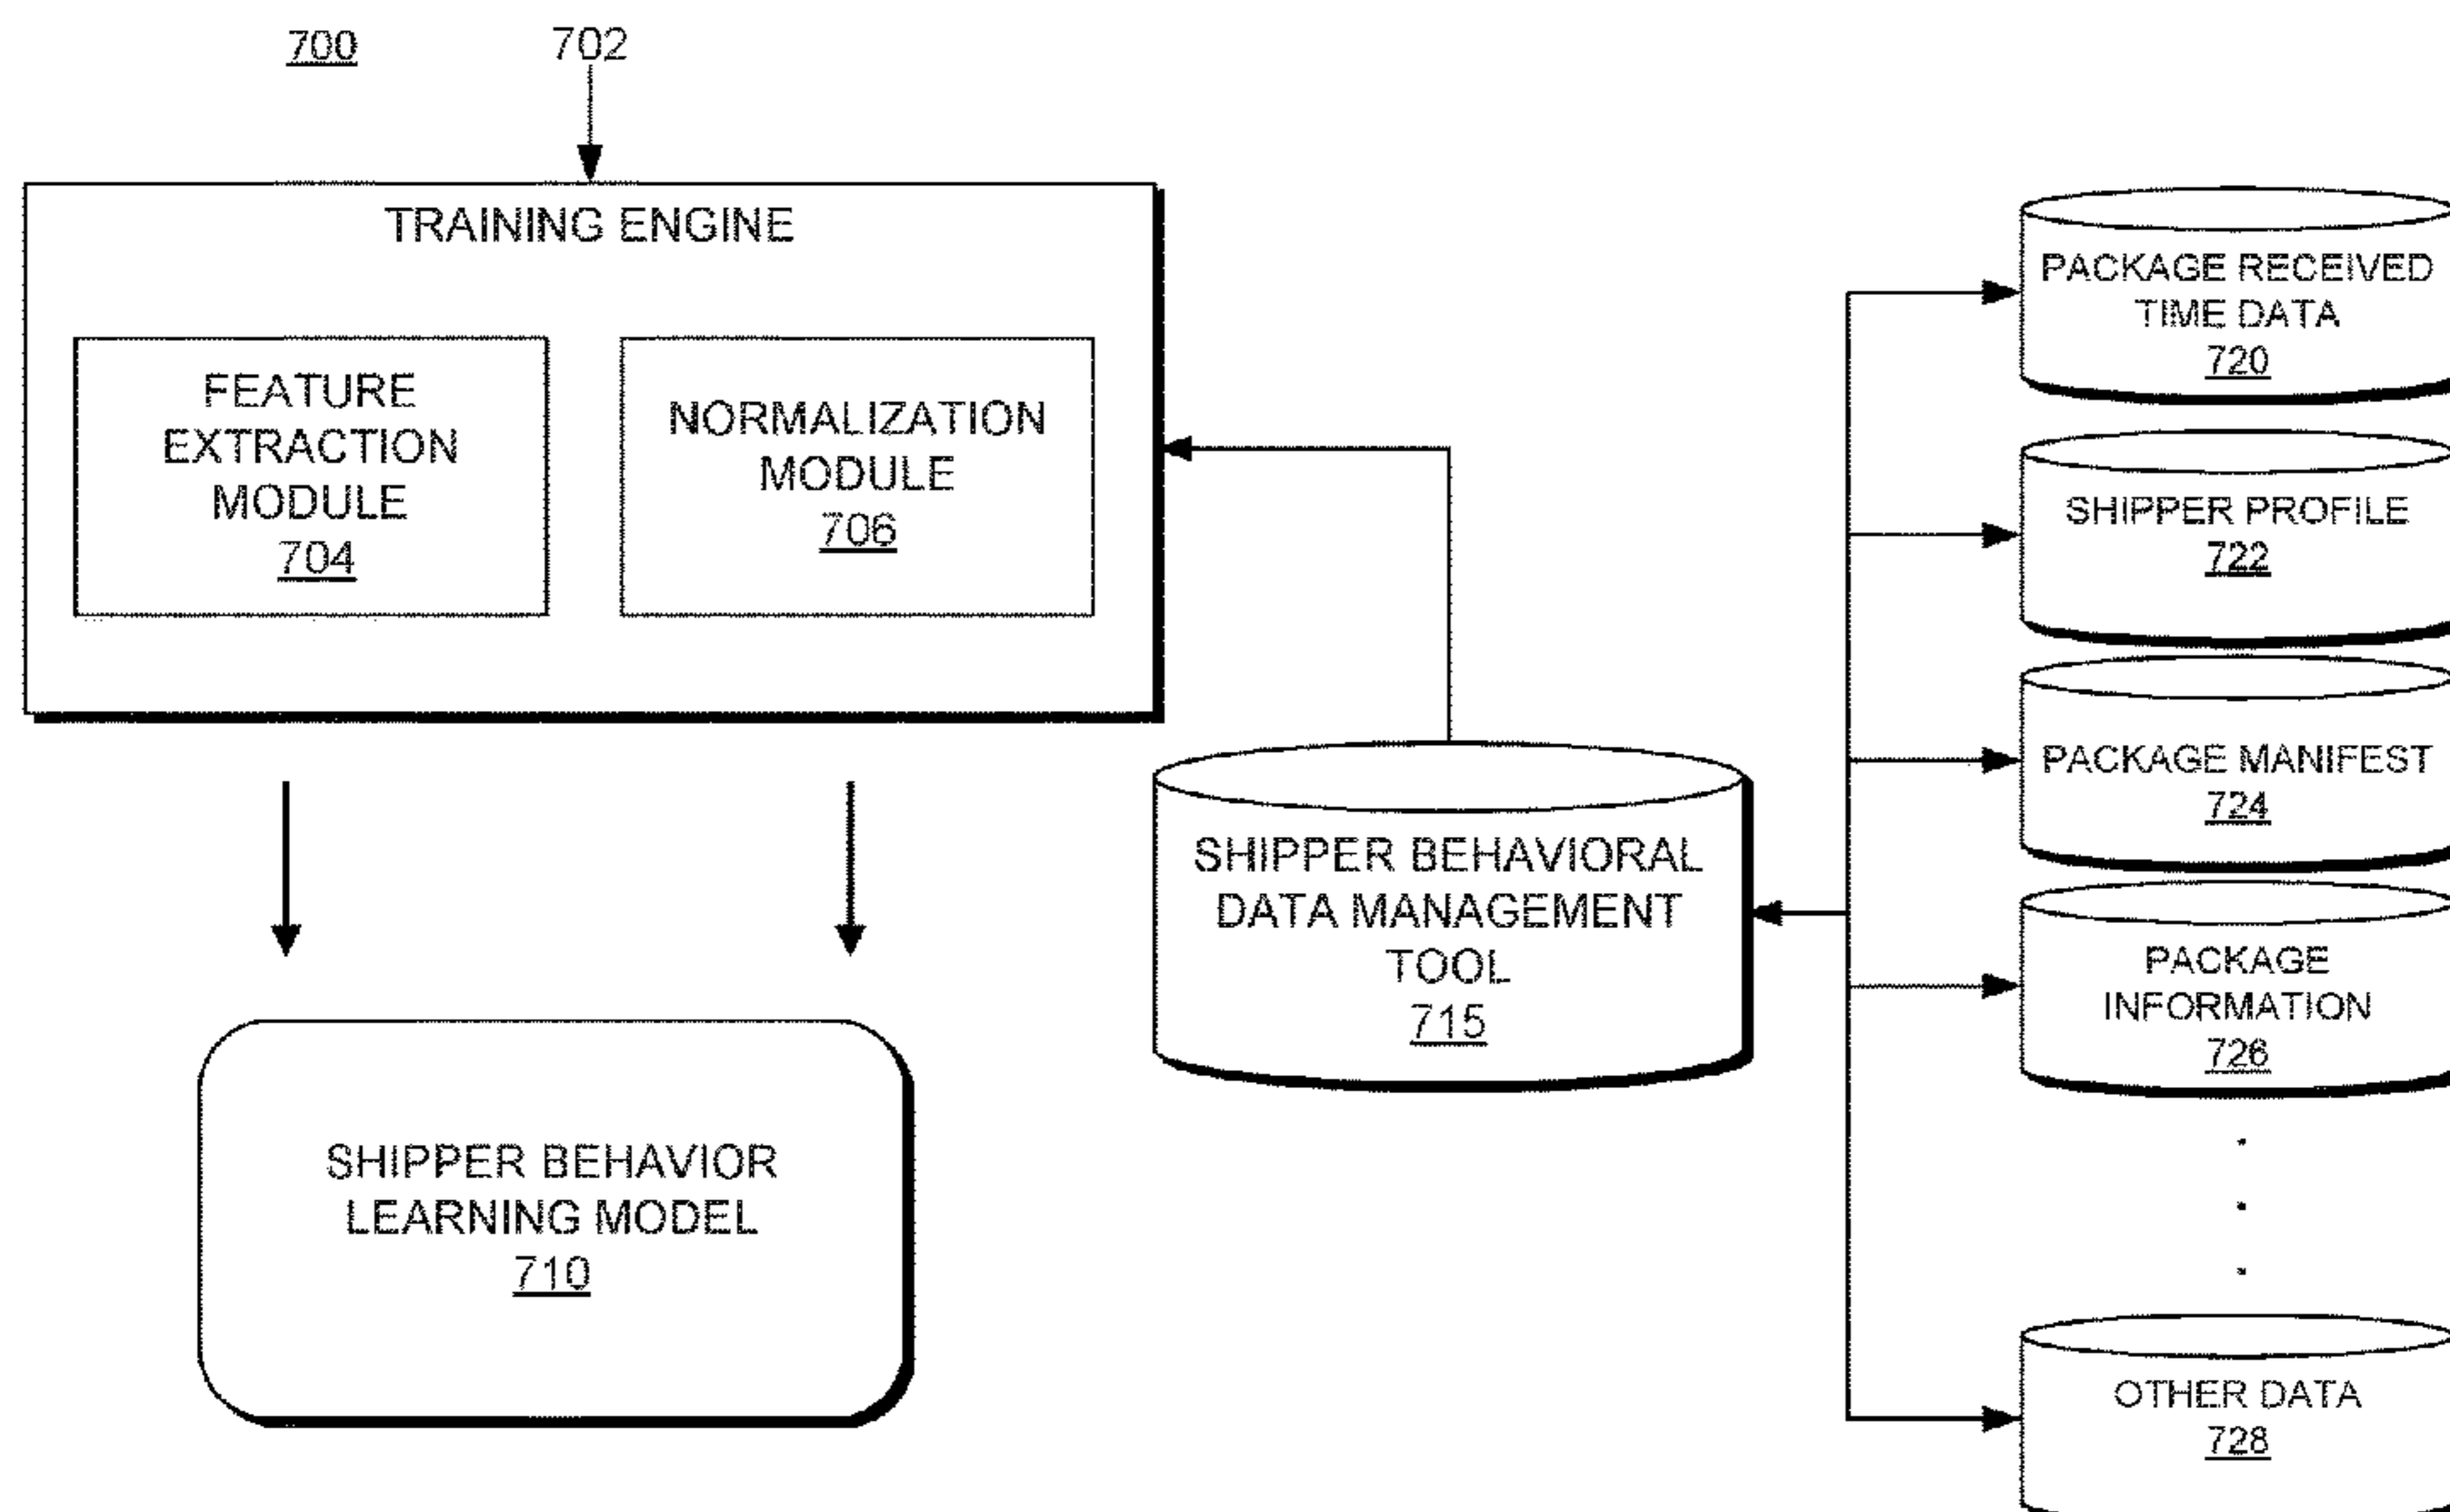 700
702
TRAINING ENGINE
FEATURE
EXTRACTION
MODULE
704
NORMALIZATION
MODULE
706
SHIPPER BEHAVIOR
LEARNING MODEL
710
SHIPPER BEHAVIORAL
DATA MANAGEMENT
TOOL
715
PACKAGE RECEIVED
TIME DATA
720
SHIPPER PROFILE
722
PACKAGE MANIFEST
724
PACKAGE
INFORMATION
726
OTHER DATA
728